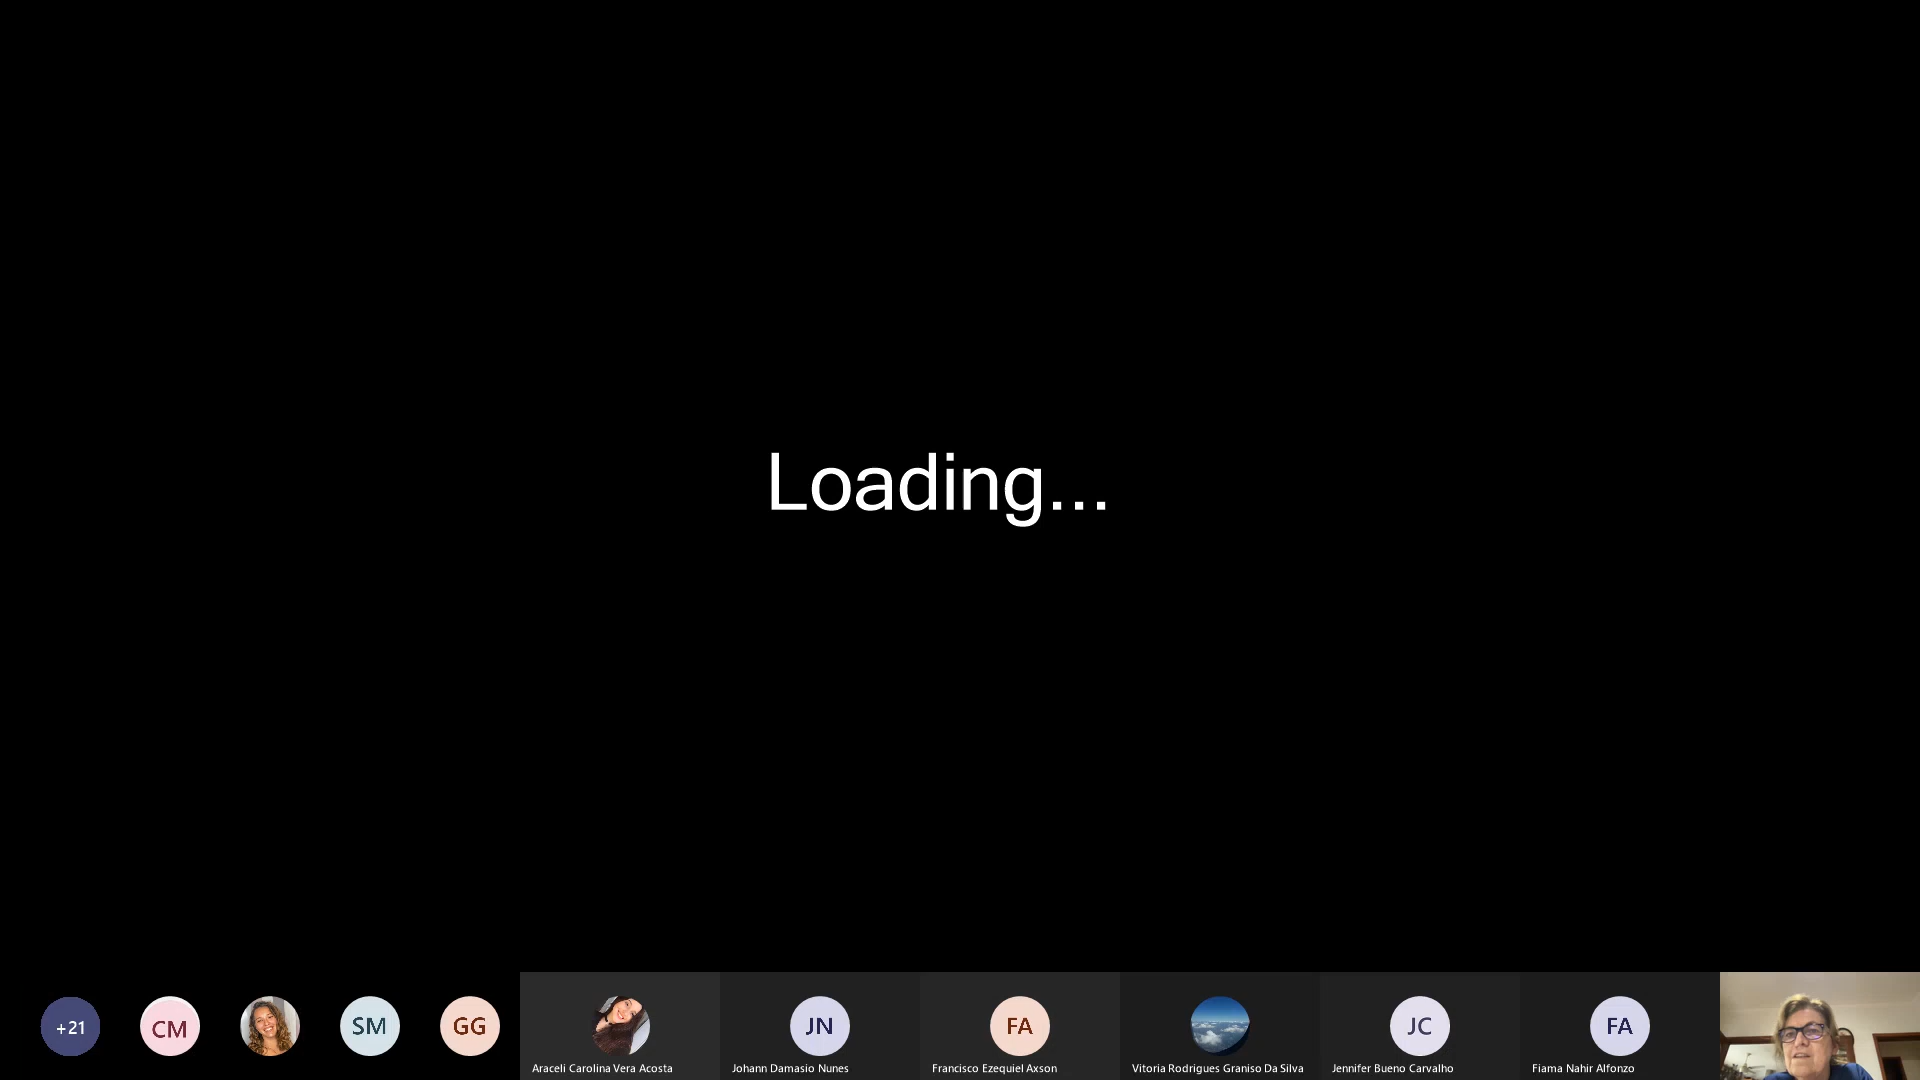 Loading...
+21
CM
SM
GG
JN
FA
JC
FA
Araceli Carolina Vera Acosta
Johann Damasio Nunes
Francisco Ezequiel Axson
Vitoria Rodrigues Graniso Da Silva
Jennifer Bueno Carvalho
Fiama Nahir Alfonzo